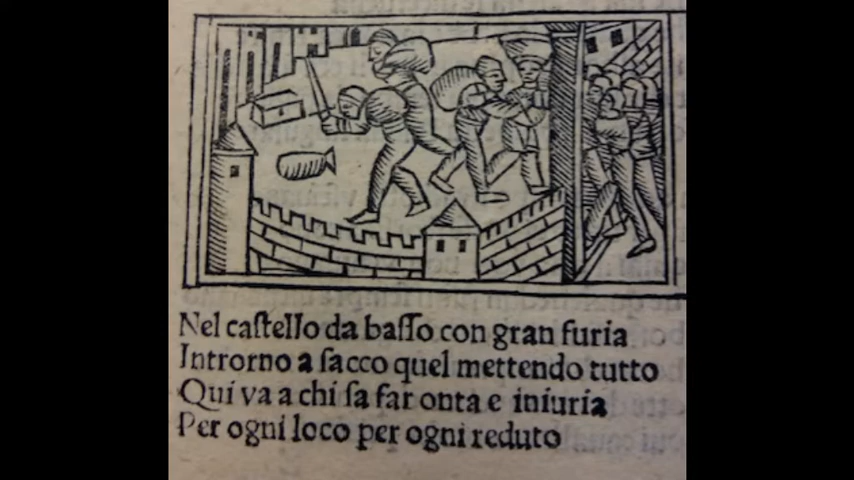 Nel caſtello da baſſo con gran furia
Introrno a ſacco quel mettendo tutto
Qui va a chi ſa far onta e iniuria
Per ogni loco per ogni reduto